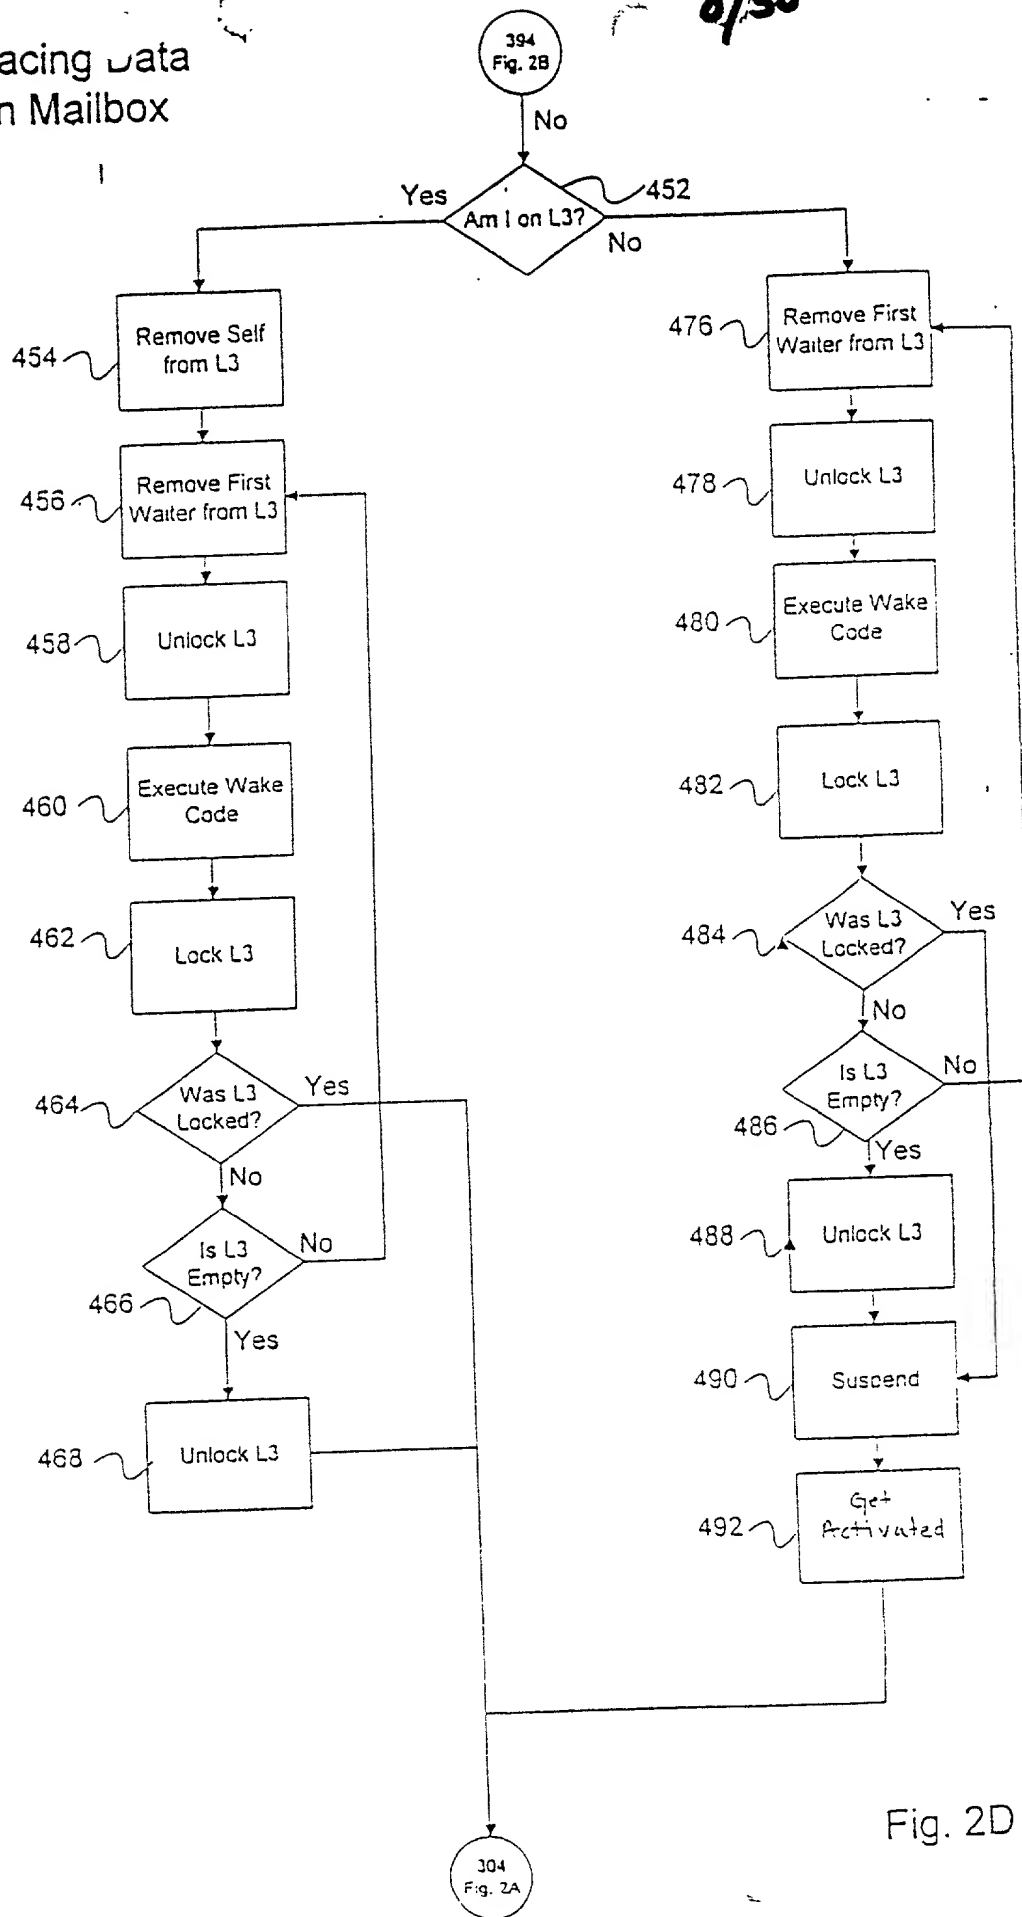 acing Data
n Mailbox
8/30
394
Fig. 2B
No
452
Yes
Am I on L3?
No
454
Remove Self
from L3
476
Remove First
Waiter from L3
456
Remove First
Waiter from L3
478
Unlock L3
458
Unlock L3
480
Execute Wake
Code
460
Execute Wake
Code
482
Lock L3
462
Lock L3
484
Was L3
Locked?
Yes
No
464
Was L3
Locked?
Yes
No
486
Is L3
Empty?
No
Yes
466
Is L3
Empty?
No
Yes
488
Unlock L3
490
Suspend
468
Unlock L3
492
Get
Activated
304
Fig. 2A
Fig. 2D